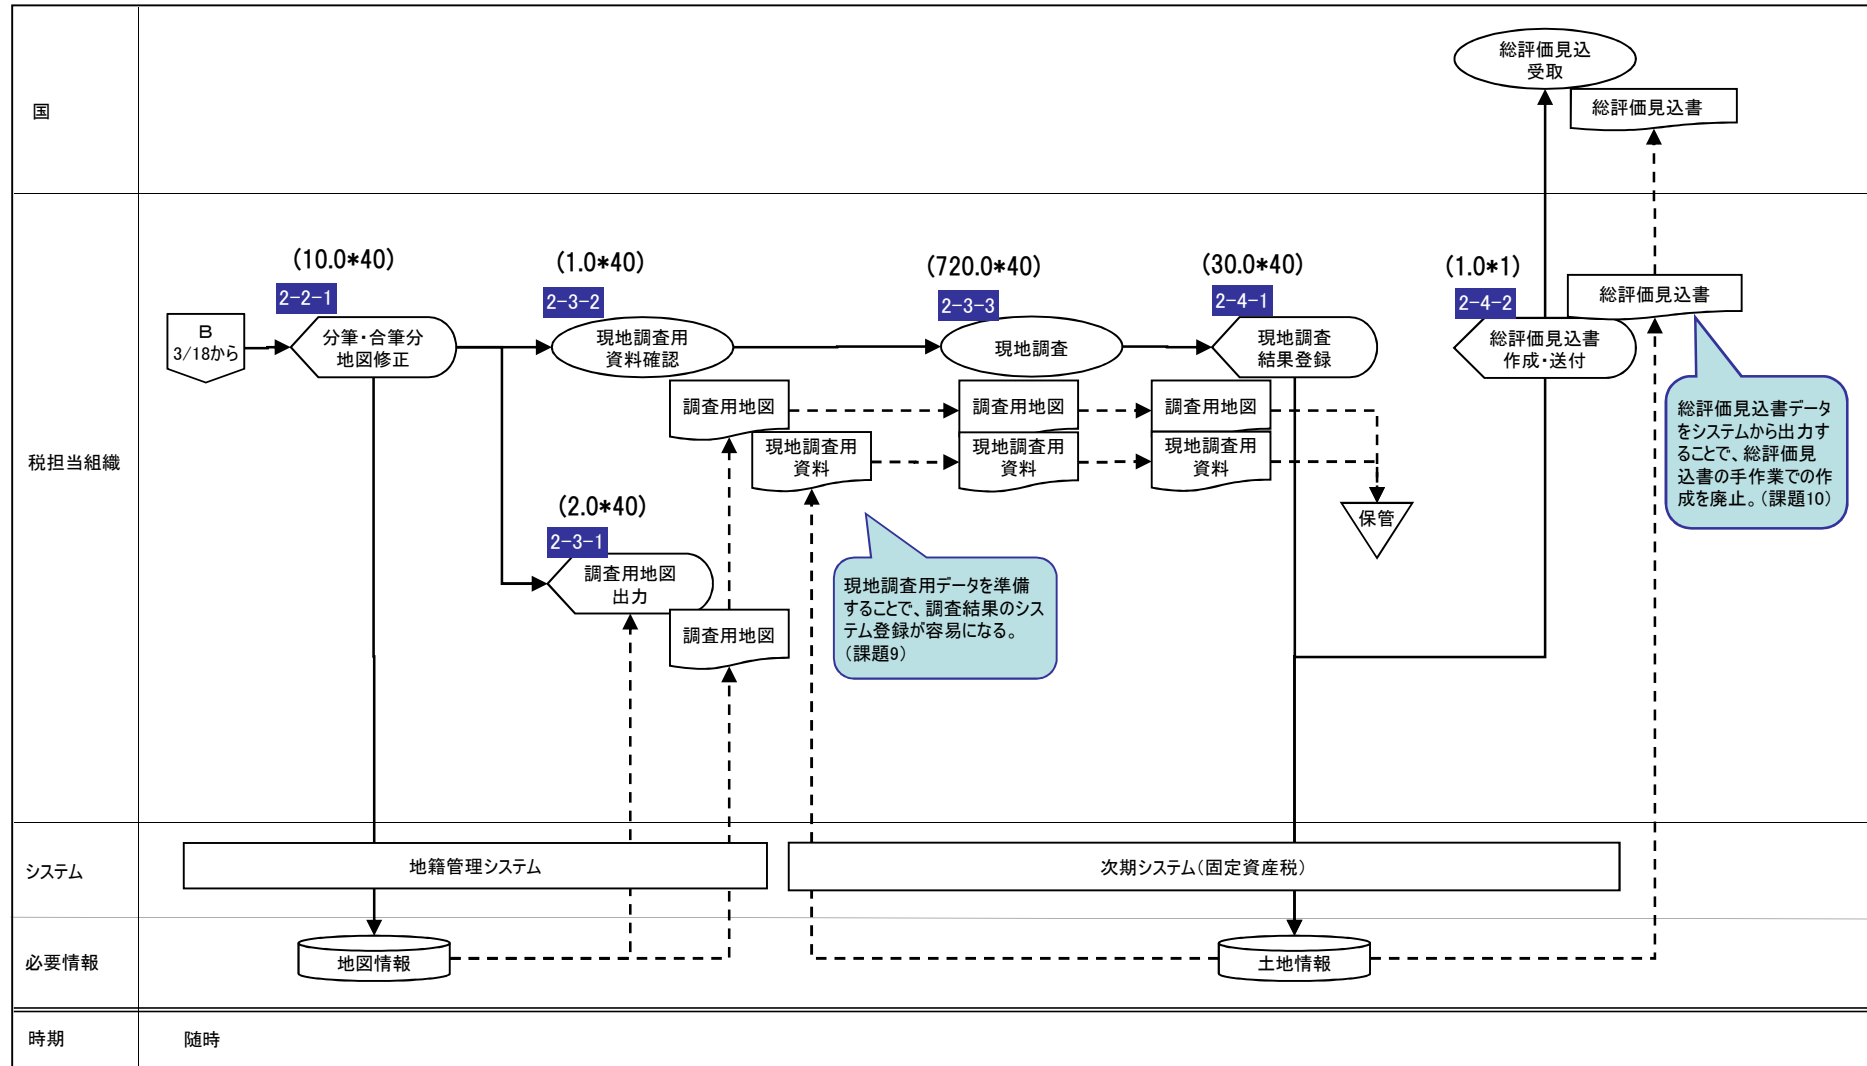 国
総評価見込
受取
総評価見込書
税担当組織
(10.0*40)
2-2-1
B
3/18から
分筆・合筆分
地図修正
(1.0*40)
2-3-2
現地調査用
資料確認
(720.0*40)
2-3-3
現地調査
(30.0*40)
2-4-1
現地調査
結果登録
(1.0*1)
2-4-2
総評価見込書
作成・送付
総評価見込書
調査用地図
調査用地図
調査用地図
現地調査用
資料
現地調査用
資料
現地調査用
資料
保管
総評価見込書データ
をシステムから出力す
ることで、総評価見
込書の手作業での作
成を廃止。(課題10)
(2.0*40)
2-3-1
調査用地図
出力
調査用地図
現地調査用データを準備
することで、調査結果のシス
テム登録が容易になる。
(課題9)
システム
地籍管理システム
次期システム(固定資産税)
必要情報
地図情報
土地情報
時期
随時